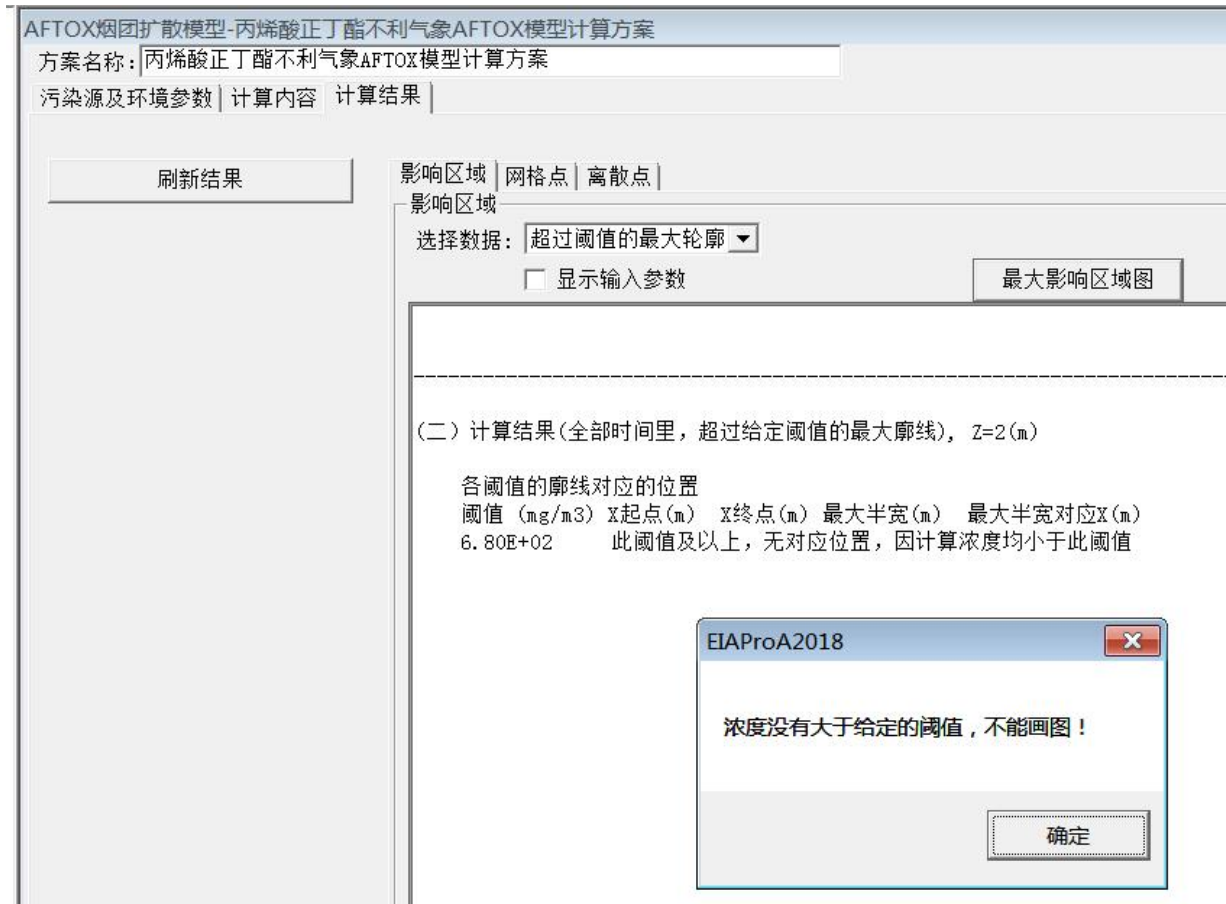 AFTOX烟团扩散模型-丙烯酸正丁酯不利气象AFTOX模型计算方案
方案名称:丙烯酸正丁酯不利气象AFTOX模型计算方案
污染源及环境参数 计算内容 计算结果
刷新结果
影响区域 网格点 离散点
影响区域
选择数据: 超过阈值的最大轮廓
显示输入参数 最大影响区域图
(二) 计算结果(全部时间里，超过给定阈值的最大廓线), Z=2(m)
各阈值的廓线对应的位置
阈值 (mg/m3) X起点(m) X终点(m) 最大半宽(m) 最大半宽对应X(m)
6.80E+02 此阈值及以上，无对应位置，因计算浓度均小于此阈值
EIAProA2018
浓度没有大于给定的阈值，不能画图！
确定